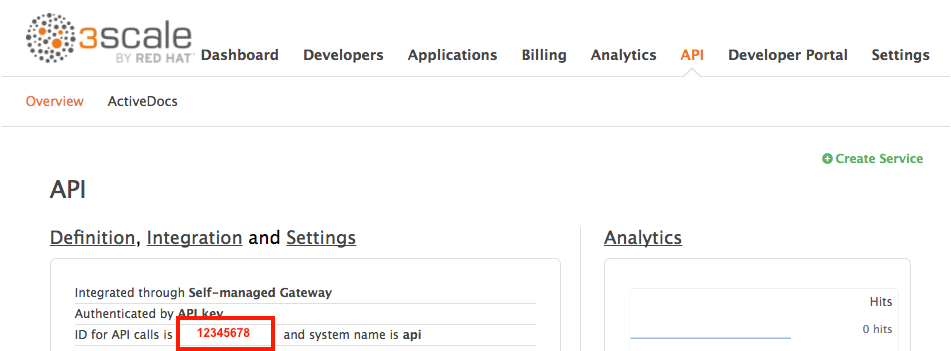 3scale
BY RED HAT
Dashboard Developers Applications Billing Analytics API Developer Portal Settings
Overview ActiveDocs
Create Service
API
Definition, Integration and Settings
Analytics
Integrated through Self-managed Gateway
Authenticated by API key
ID for API calls is 12345678 and system name is api
Hits
0 hits